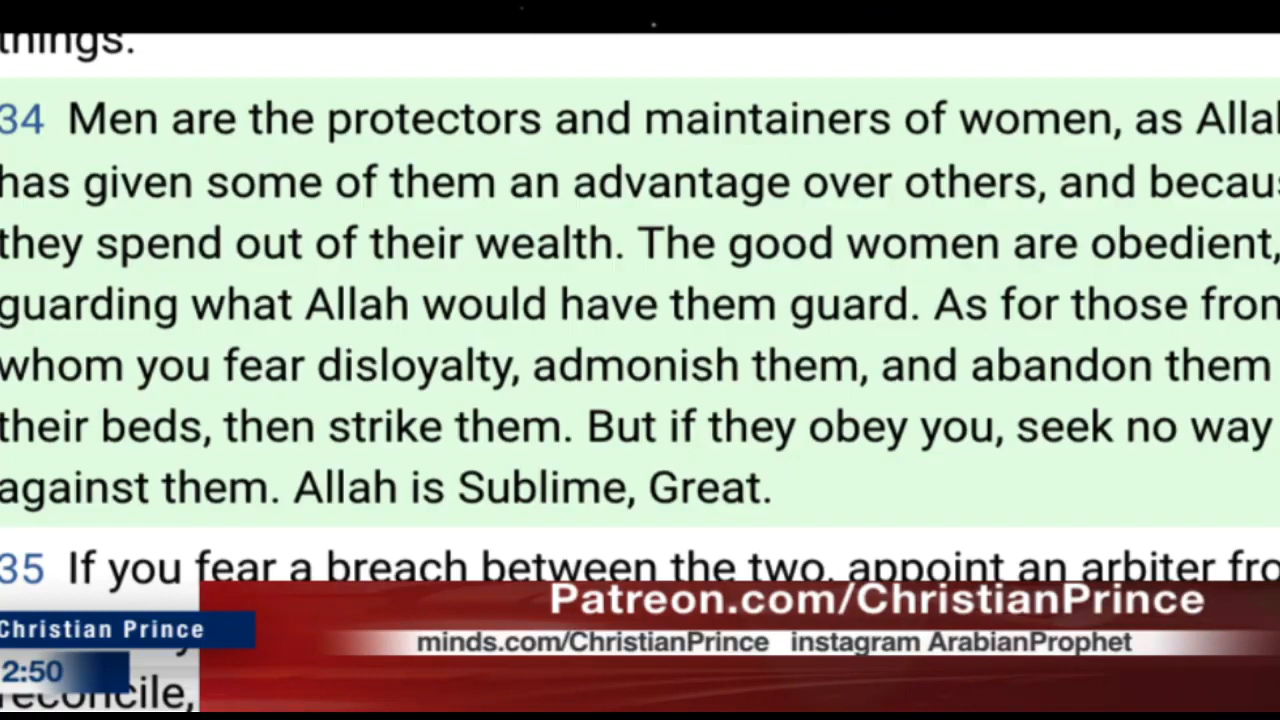 things.
34 Men are the protectors and maintainers of women, as Allah
has given some of them an advantage over others, and becau
they spend out of their wealth. The good women are obedient,
guarding what Allah would have them guard. As for those from
whom you fear disloyalty, admonish them, and abandon them
their beds, then strike them. But if they obey you, seek no way
against them. Allah is Sublime, Great.
35 If you fear a breach between the two, appoint an arbiter fro
Patreon.com/ChristianPrince
Christian Prince
minds.com/ChristianPrince instagram ArabianProphet
2:50
reconcile,